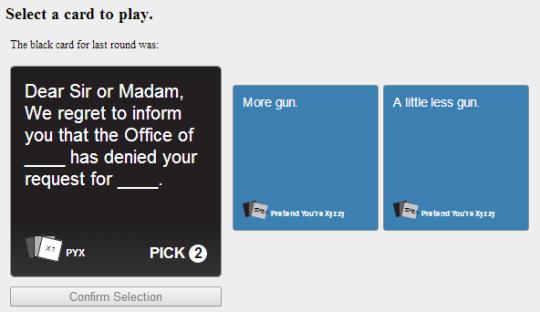 Select a card to play.
The black card for last round was:
Dear Sir or Madam,
We regret to inform
you that the Office of
____ has denied your
request for ____.
X1
PYX
PICK 2
More gun.
Pretend You're Xyzzy
A little less gun.
Pretend You're Xyzzy
Confirm Selection